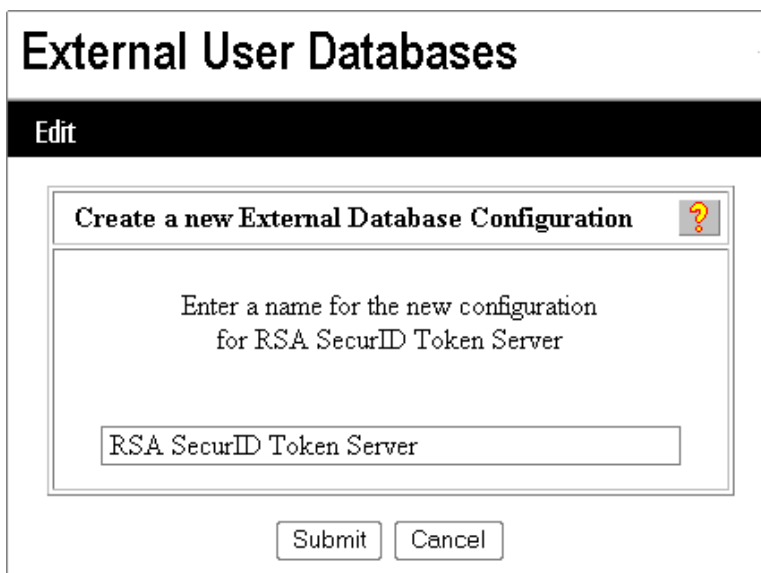 External User Databases
Edit
Create a new External Database Configuration
?
Enter a name for the new configuration
for RSA SecurID Token Server
RSA SecurID Token Server
Submit Cancel